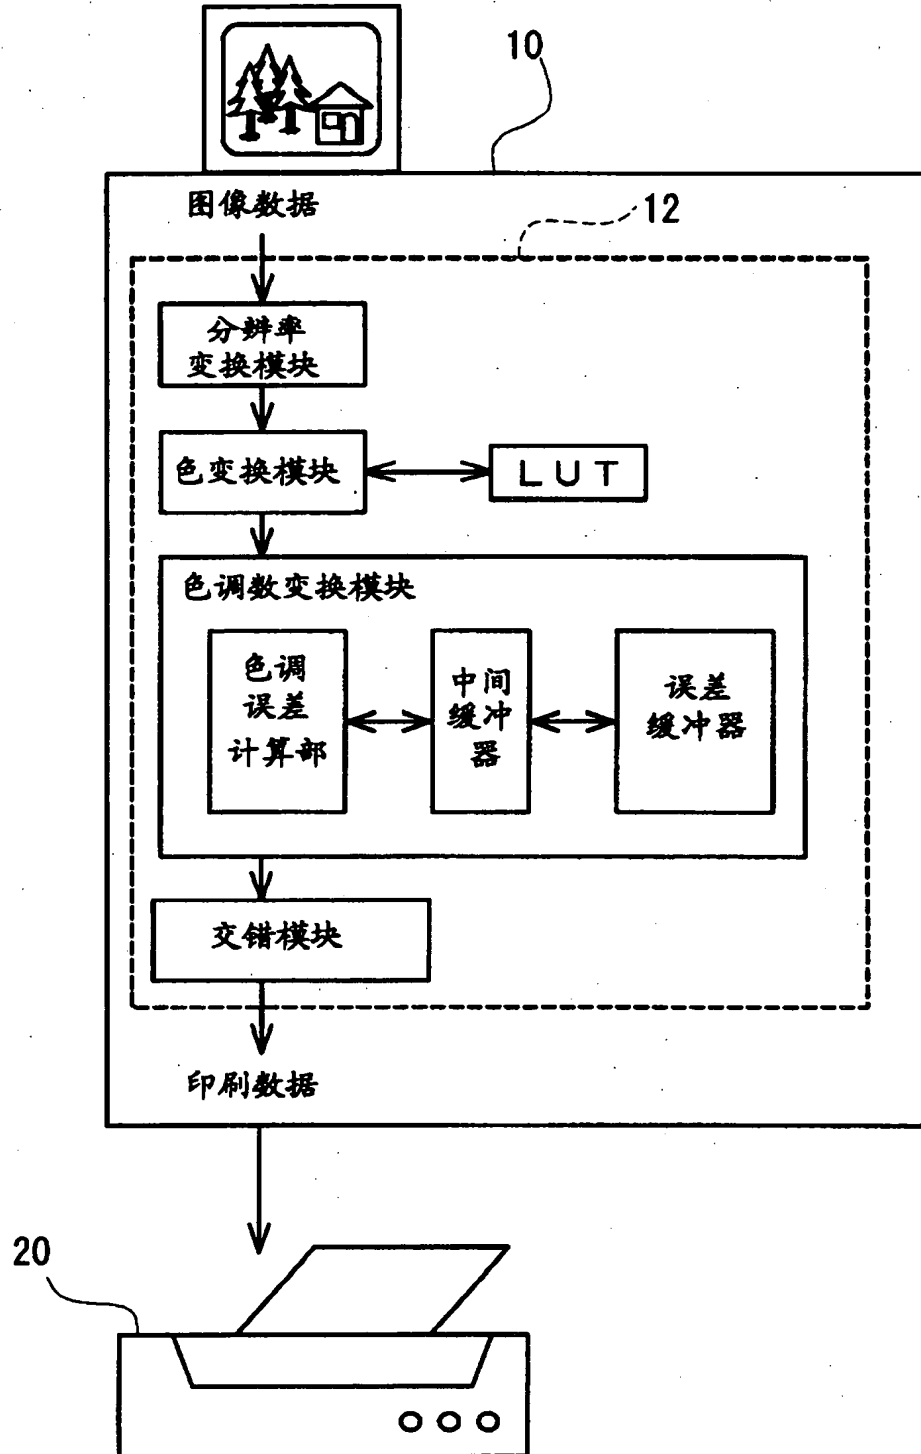 10
图像数据
12
分辨率
变换模块
色变换模块
LUT
色调数变换模块
色调
误差
计算部
中间
缓冲
器
误差
缓冲器
交错模块
印刷数据
20